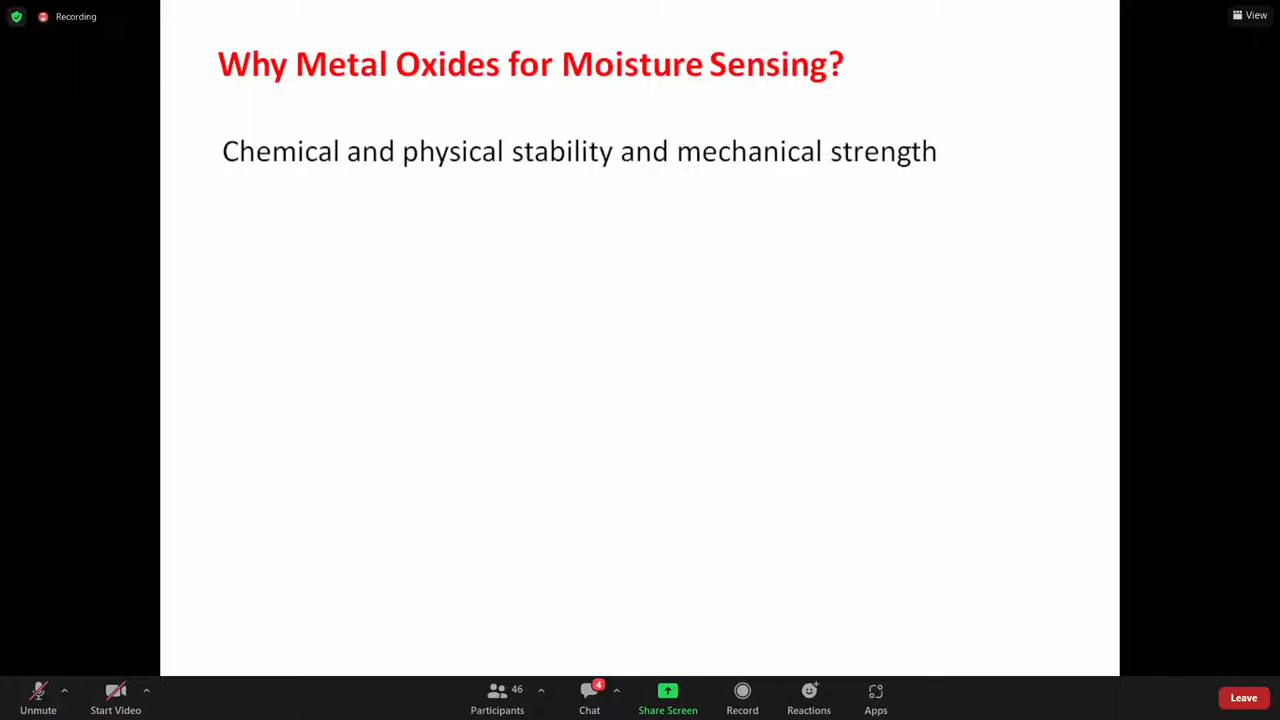 Recording
View
Why Metal Oxides for Moisture Sensing?
Chemical and physical stability and mechanical strength
Unmute
Start Video
46
Participants
4
Chat
Share Screen
Record
Reactions
Apps
Leave